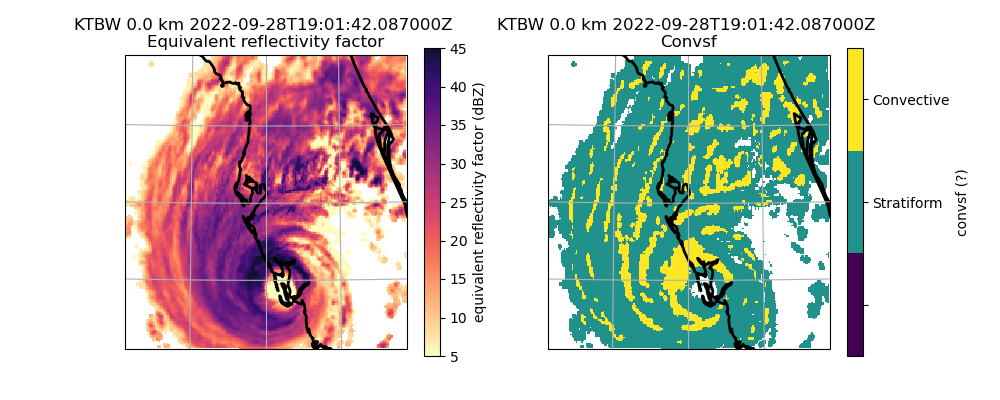 KTBW 0.0 km 2022-09-28T19:01:42.087000Z
Equivalent reflectivity factor
45
40
35
30
25
20
15
10
5
equivalent reflectivity factor (dBZ)
KTBW 0.0 km 2022-09-28T19:01:42.087000Z
Convsf
Convective
Stratiform
convsf (?)